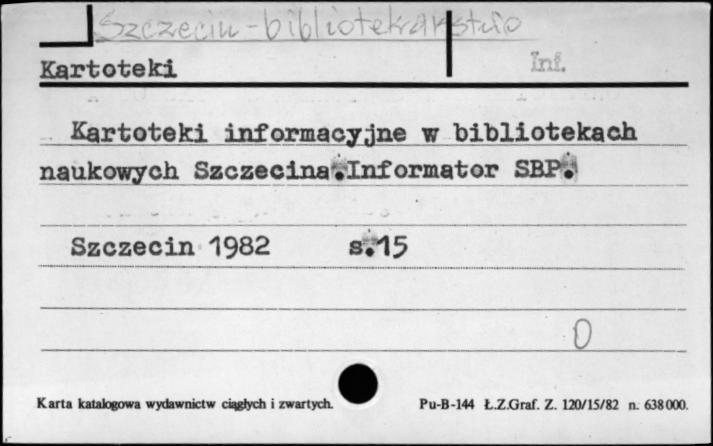 Szczecin - bibliotekarstwo
Kartoteki Inf.
Kartoteki informacyjne w bibliotekach
naukowych Szczecina.Informator SBP.
Szczecin 1982 s.15
0
Karta katalogowa wydawnictw ciągłych i zwartych. Pu-B-144 Ł.Z.Graf. Z. 120/15/82 n. 638 000.